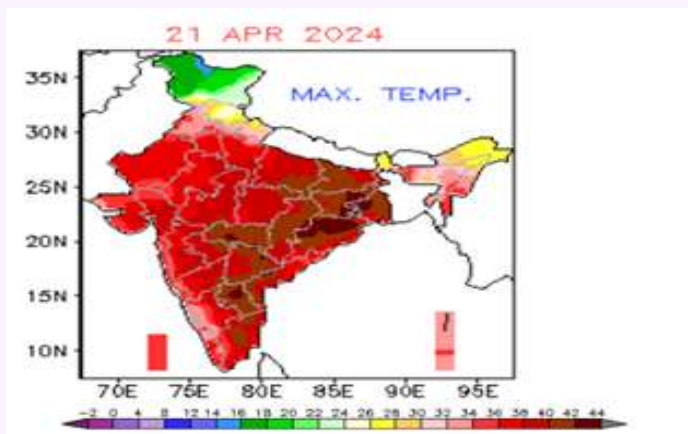 21 APR 2024
MAX. TEMP.
35N
30N
25N
20N
15N
10N
70E 75E 80E 85E 90E 95E
-2 0 4 8 12 14 16 18 20 22 24 26 28 30 32 34 36 38 40 42 44